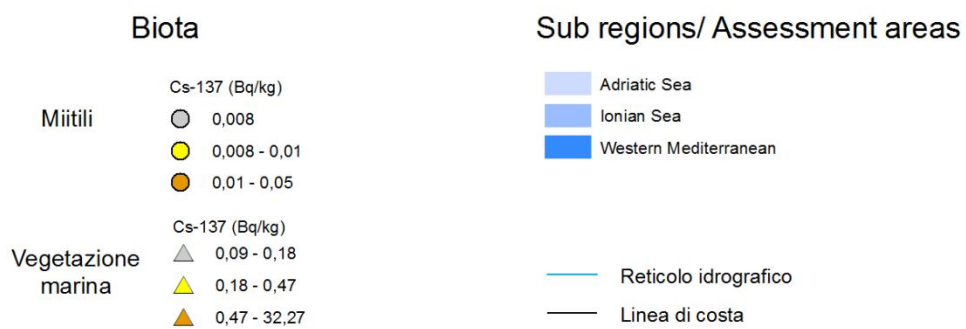 Biota
Cs-137 (Bq/kg)
Miitili
0,008
0,008 - 0,01
0,01 - 0,05
Cs-137 (Bq/kg)
Vegetazione
marina
0,09 - 0,18
0,18 - 0,47
0,47 - 32,27
Sub regions/ Assessment areas
Adriatic Sea
Ionian Sea
Western Mediterranean
Reticolo idrografico
Linea di costa